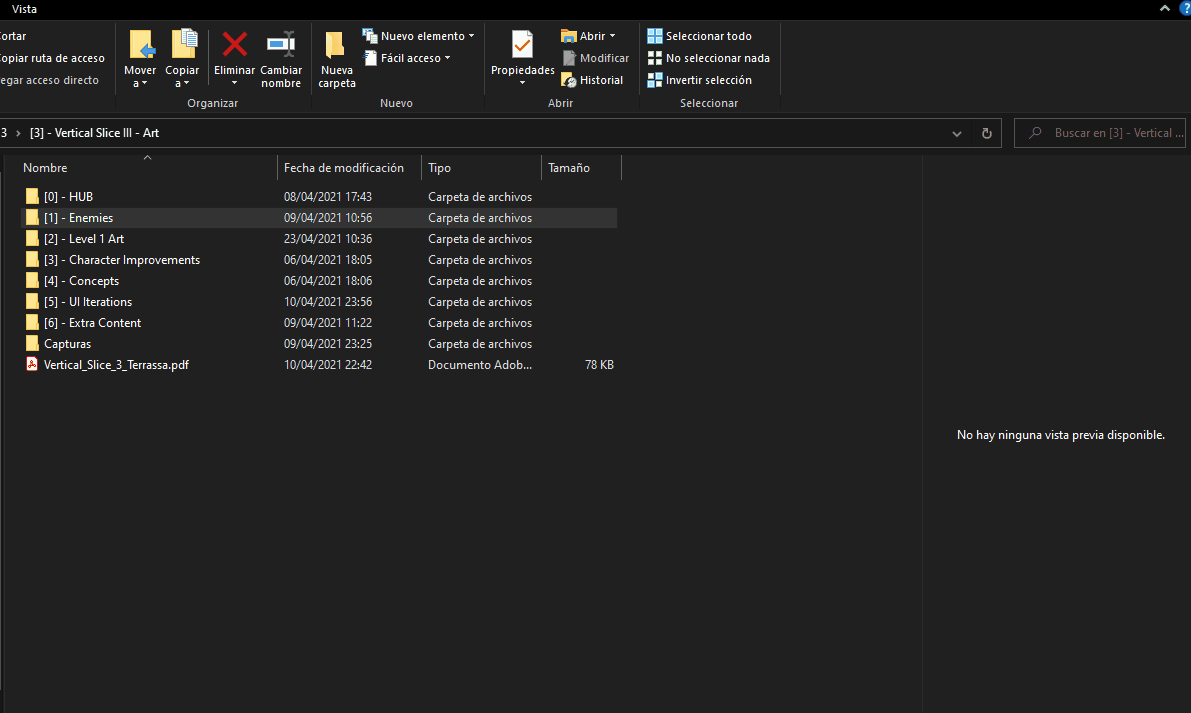 Vista
ortar
opiar ruta de acceso
egar acceso directo
Mover a
Copiar a
Eliminar
Cambiar nombre
Organizar
Nueva carpeta
Nuevo elemento
Fácil acceso
Nuevo
Propiedades
Abrir
Modificar
Historial
Abrir
Seleccionar todo
No seleccionar nada
Invertir selección
Seleccionar
3 › [3] - Vertical Slice III - Art
Buscar en [3] - Vertical ...
Nombre Fecha de modificación Tipo Tamaño
[0] - HUB 08/04/2021 17:43 Carpeta de archivos
[1] - Enemies 09/04/2021 10:56 Carpeta de archivos
[2] - Level 1 Art 23/04/2021 10:36 Carpeta de archivos
[3] - Character Improvements 06/04/2021 18:05 Carpeta de archivos
[4] - Concepts 06/04/2021 18:06 Carpeta de archivos
[5] - UI Iterations 10/04/2021 23:56 Carpeta de archivos
[6] - Extra Content 09/04/2021 11:22 Carpeta de archivos
Capturas 09/04/2021 23:25 Carpeta de archivos
Vertical_Slice_3_Terrassa.pdf 10/04/2021 22:42 Documento Adob... 78 KB
No hay ninguna vista previa disponible.